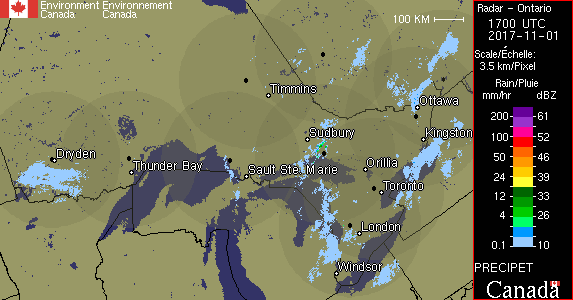 Environment Environnement
Canada Canada
100 KM
Timmins
Ottawa
Sudbury
Kingston
Dryden
Thunder Bay
Sault Ste. Marie
Orillia
Toronto
London
Windsor
Radar - Ontario
1700 UTC
2017-11-01
Scale/Échelle:
3.5 km/Pixel
Rain/Pluie
mm/hr dBZ
200 61
100 52
50 46
24 39
12 33
4 26
0.1 10
PRECIPET
Canada